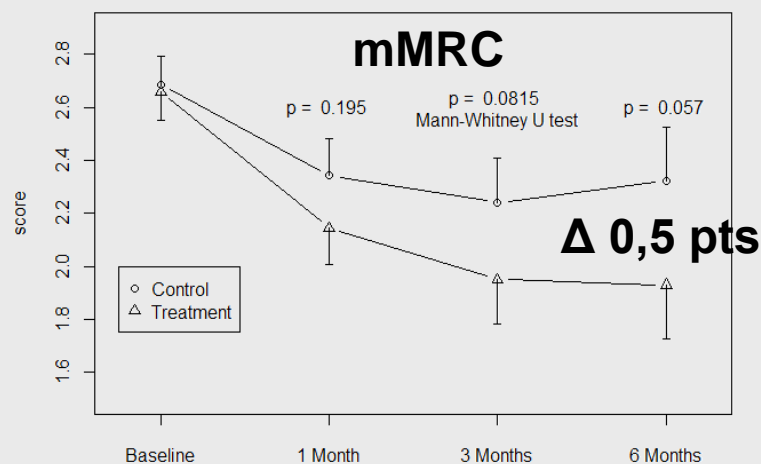 mMRC
p = 0.195
p = 0.0815
Mann-Whitney U test
p = 0.057
Δ 0,5 pts
score
2.8
2.6
2.4
2.2
2.0
1.8
1.6
Control
Treatment
Baseline
1 Month
3 Months
6 Months